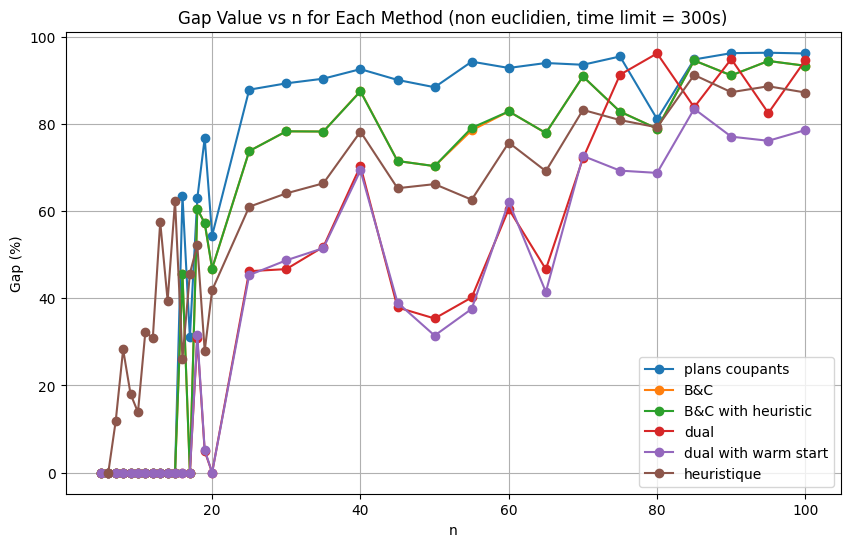 Gap Value vs n for Each Method (non euclidien, time limit = 300s)
Gap (%)
100
80
60
40
20
0
20
40
60
80
100
n
plans coupants
B&C
B&C with heuristic
dual
dual with warm start
heuristique